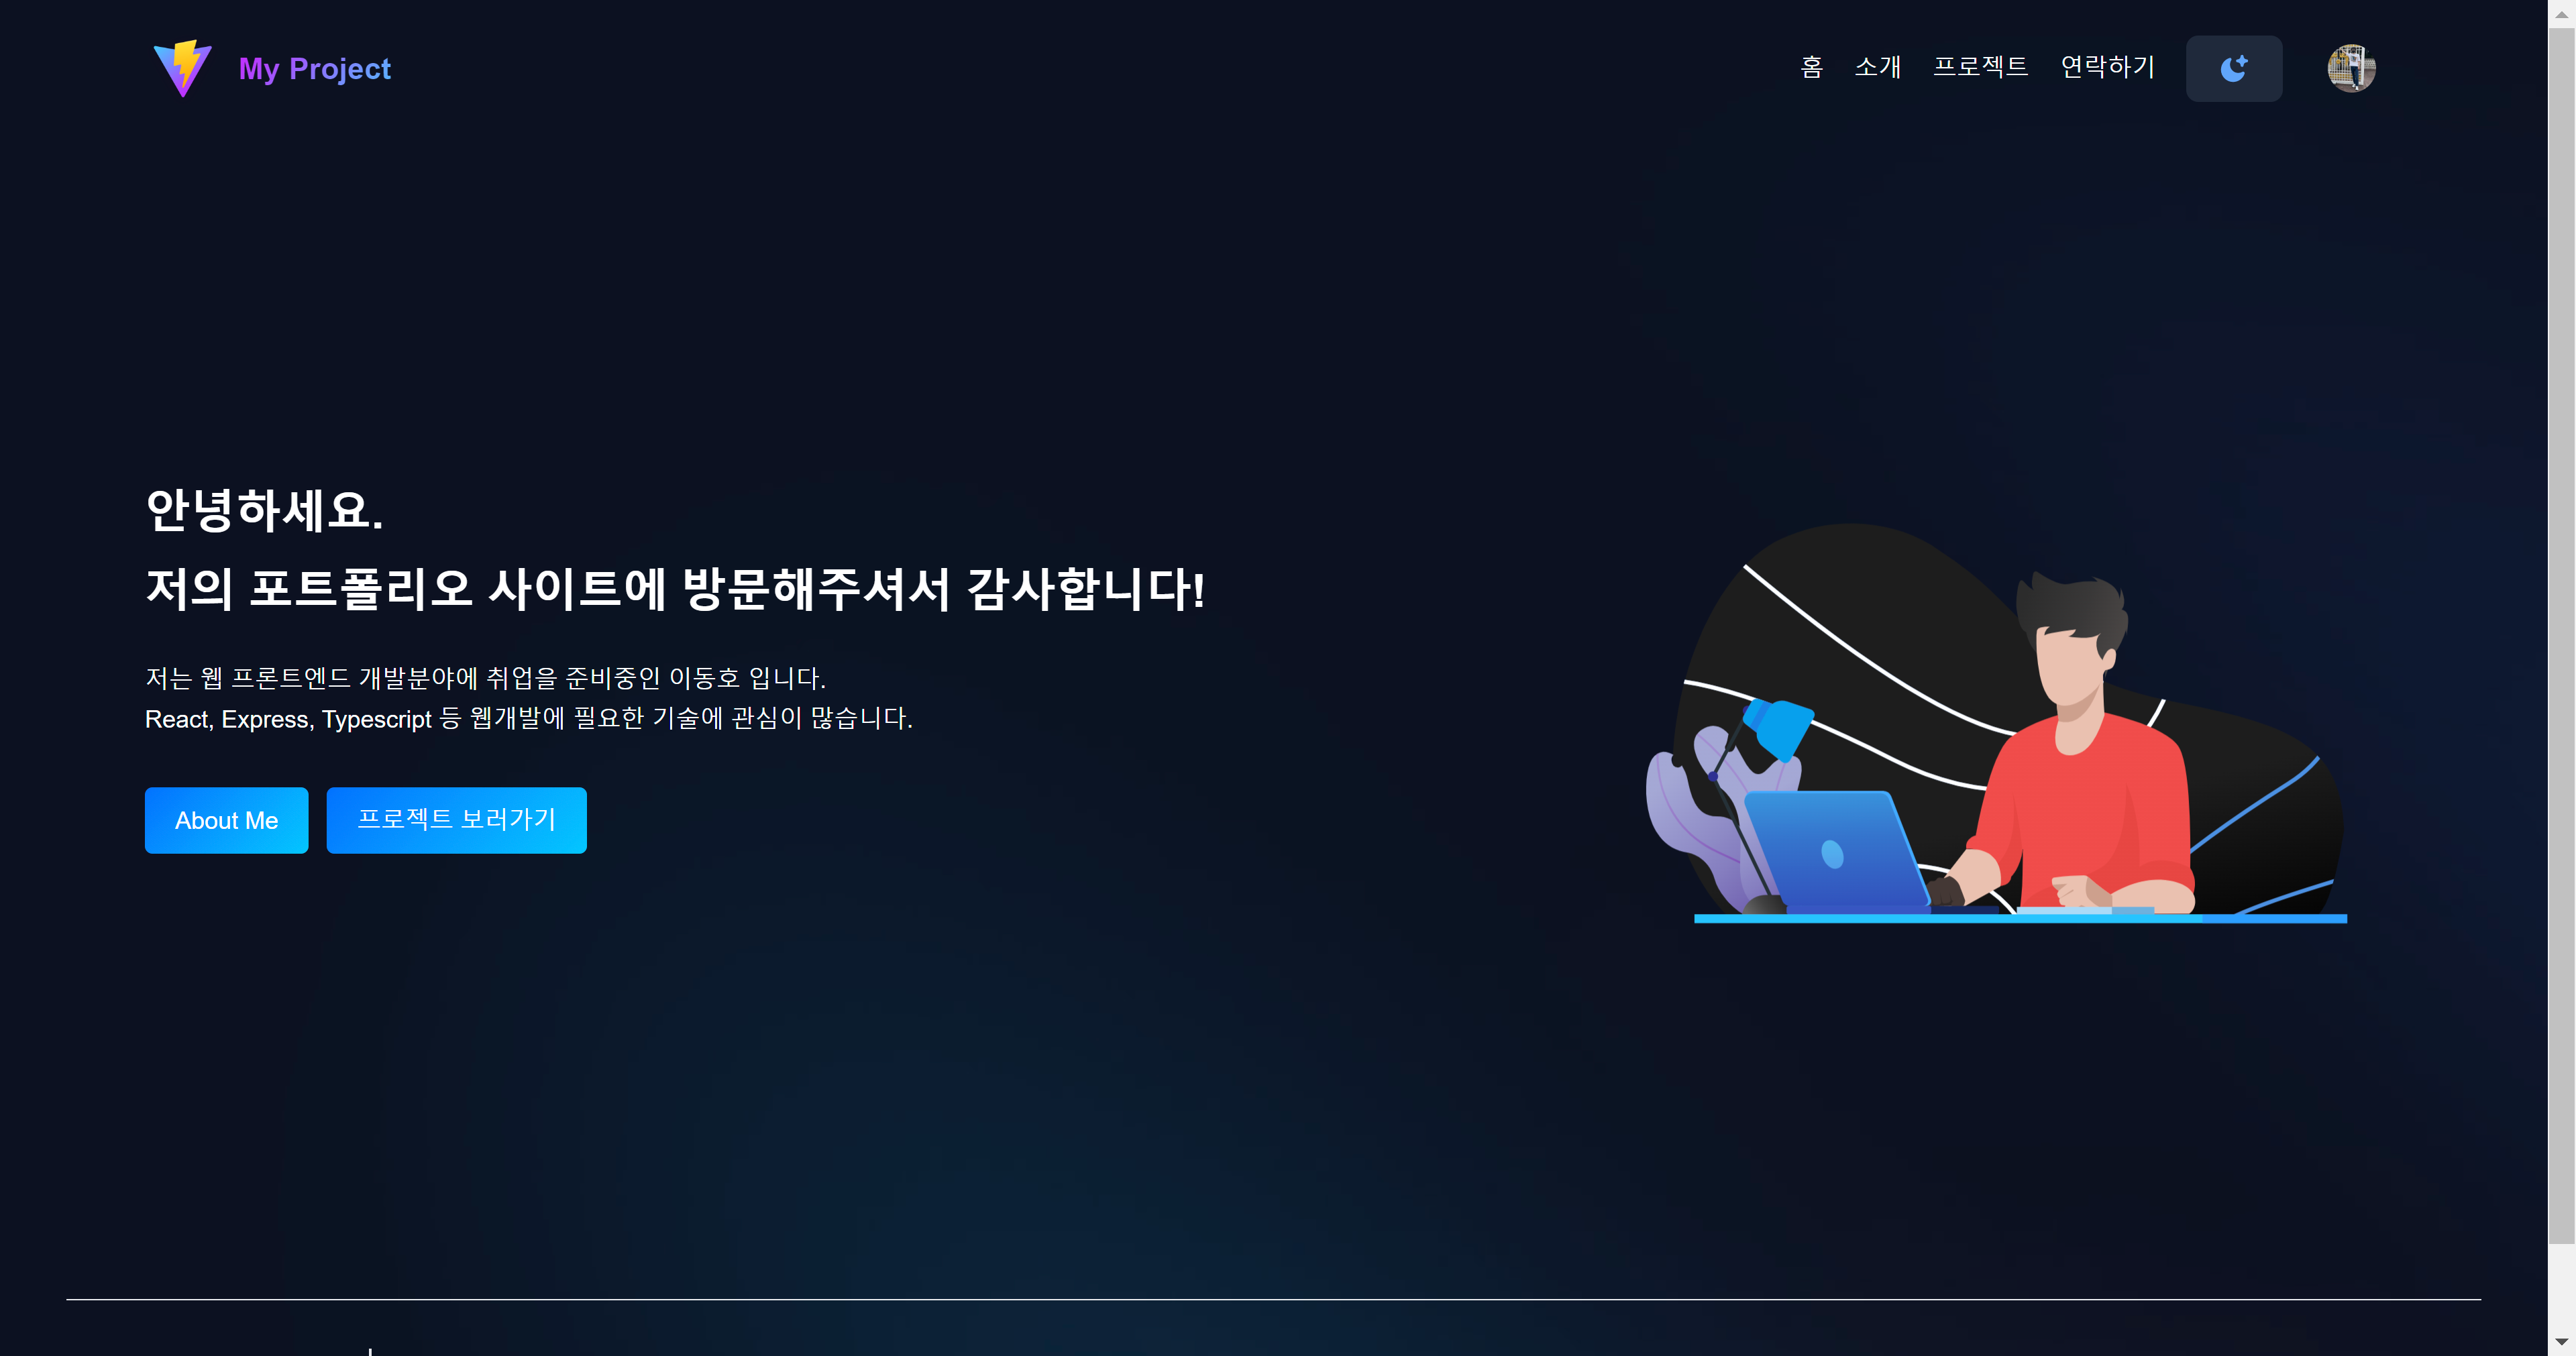 My Project
홈 소개 프로젝트 연락하기
안녕하세요.
저의 포트폴리오 사이트에 방문해주셔서 감사합니다!
저는 웹 프론트엔드 개발분야에 취업을 준비중인 이동호 입니다.
React, Express, Typescript 등 웹개발에 필요한 기술에 관심이 많습니다.
About Me 프로젝트 보러가기